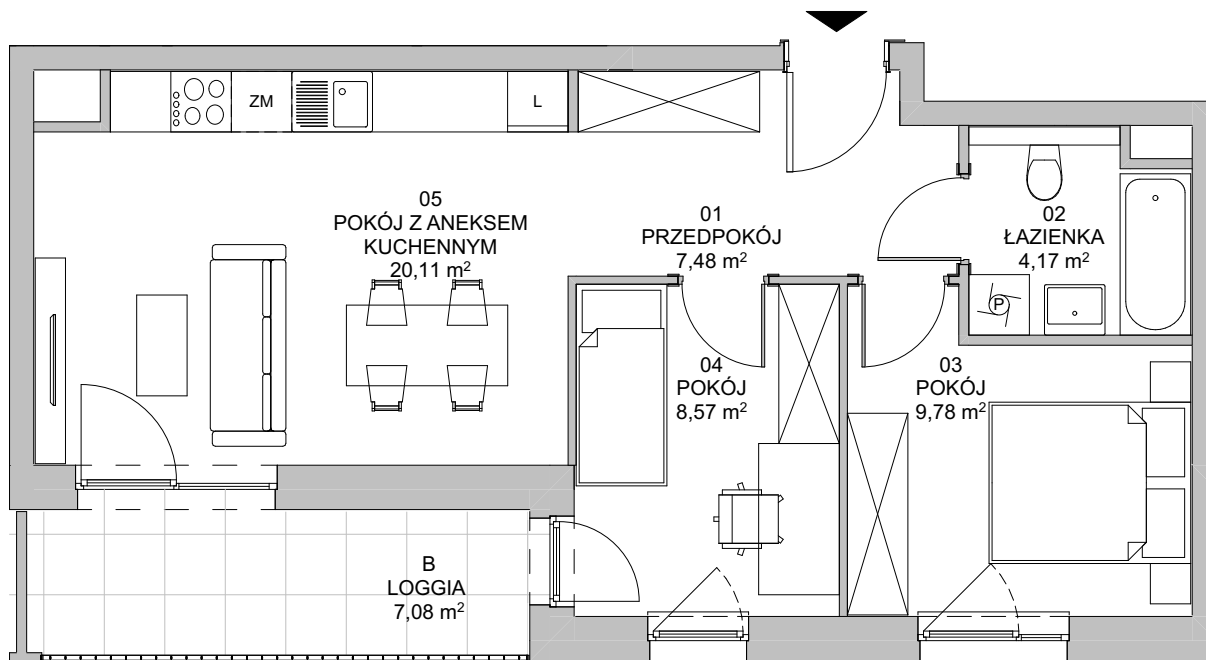 ZM
L
05
POKÓJ Z ANEKSEM
KUCHENNYM
20,11 m²
01
PRZEDPOKÓJ
7,48 m²
02
ŁAZIENKA
4,17 m²
P
04
POKÓJ
8,57 m²
03
POKÓJ
9,78 m²
B
LOGGIA
7,08 m²